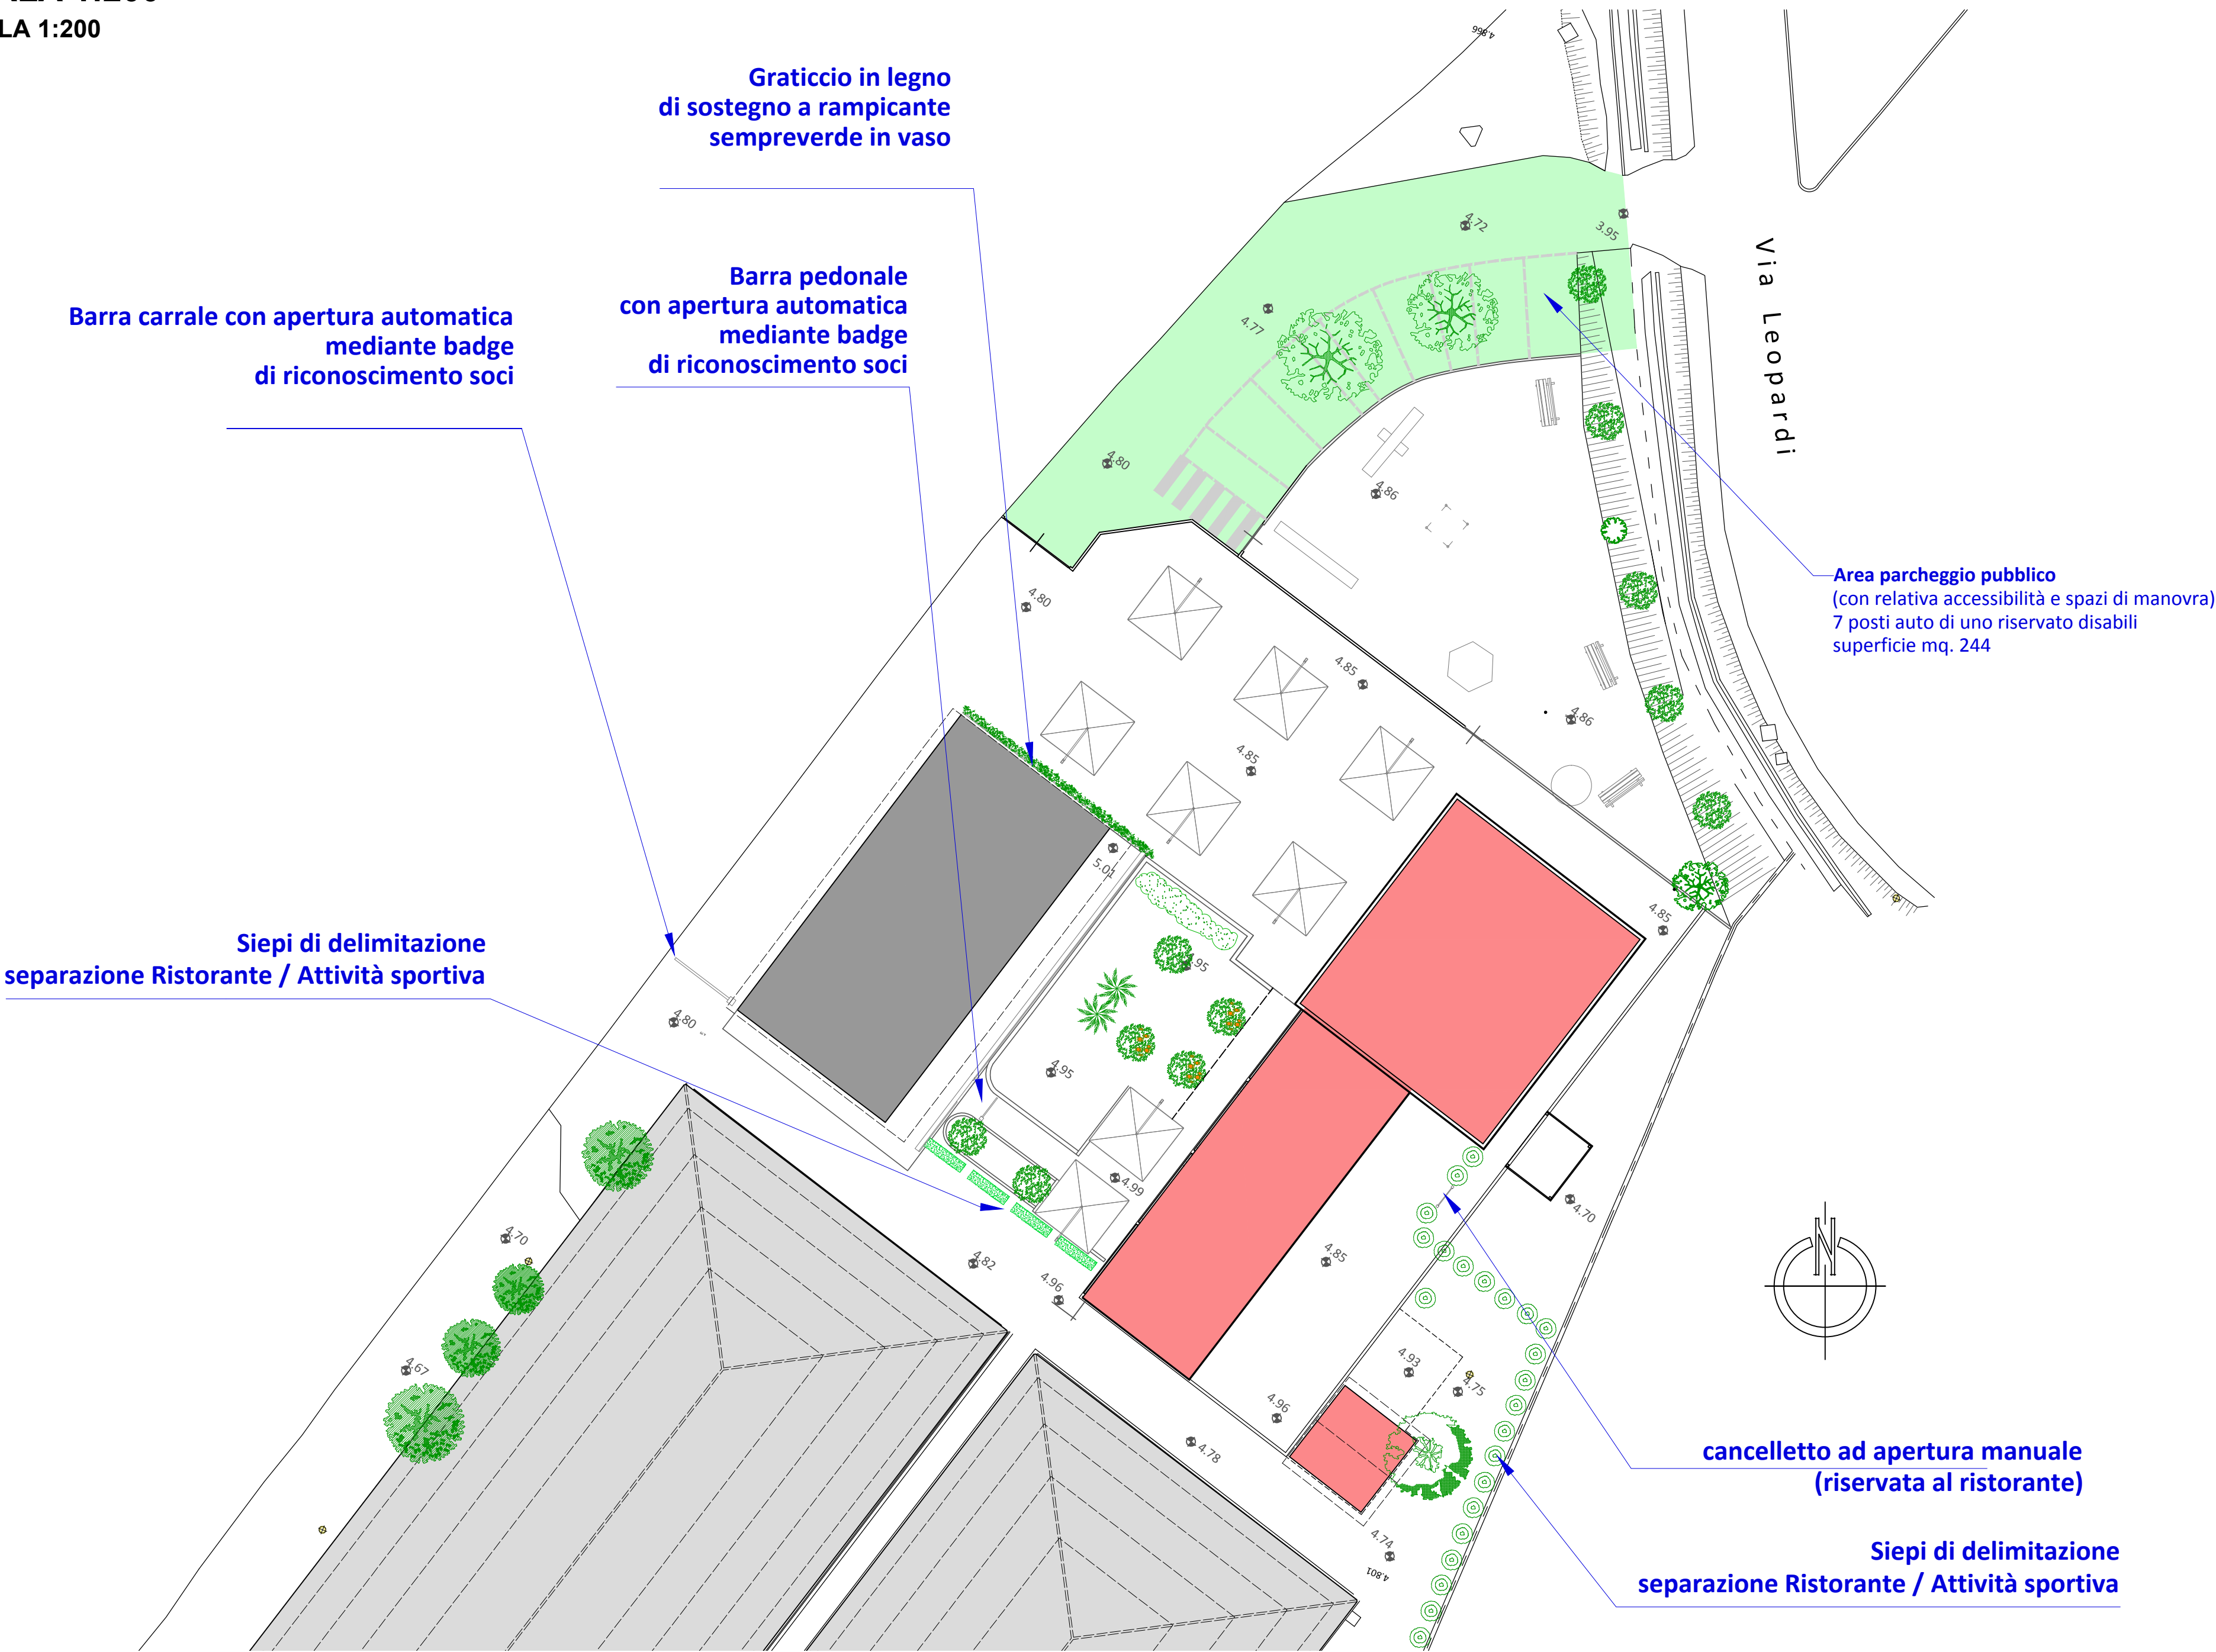 LA 1:200
Graticcio in legno
di sostegno a rampicante
sempreverde in vaso
Barra pedonale
con apertura automatica
mediante badge
di riconoscimento soci
Barra carrale con apertura automatica
mediante badge
di riconoscimento soci
Siepi di delimitazione
separazione Ristorante / Attività sportiva
Via Leopardi
Area parcheggio pubblico
(con relativa accessibilità e spazi di manovra)
7 posti auto di uno riservato disabili
superficie mq. 244
cancelletto ad apertura manuale
(riservata al ristorante)
Siepi di delimitazione
separazione Ristorante / Attività sportiva
4.866
4.72
3.95
4.77
4.80
4.86
4.80
4.85
4.86
4.85
5.01
4.85
4.95
4.80
4.95
4.99
4.70
4.85
4.70
4.82
4.96
4.67
4.93
4.75
4.96
4.78
4.74
4.801
N